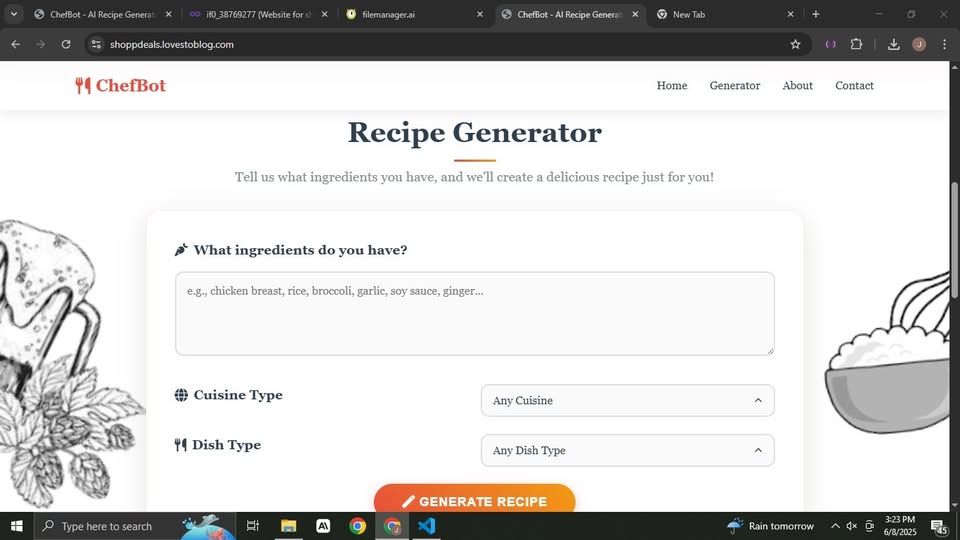 ChefBot - AI Recipe Generat
if0_38769277 (Website for sh
filemanager.ai
ChefBot - AI Recipe Generat
New Tab
shoppdeals.lovestoblog.com
J
ChefBot
Home
Generator
About
Contact
Recipe Generator
Tell us what ingredients you have, and we'll create a delicious recipe just for you!
What ingredients do you have?
e.g., chicken breast, rice, broccoli, garlic, soy sauce, ginger...
Cuisine Type
Any Cuisine
Dish Type
Any Dish Type
GENERATE RECIPE
Type here to search
Rain tomorrow
3:23 PM
6/8/2025
45